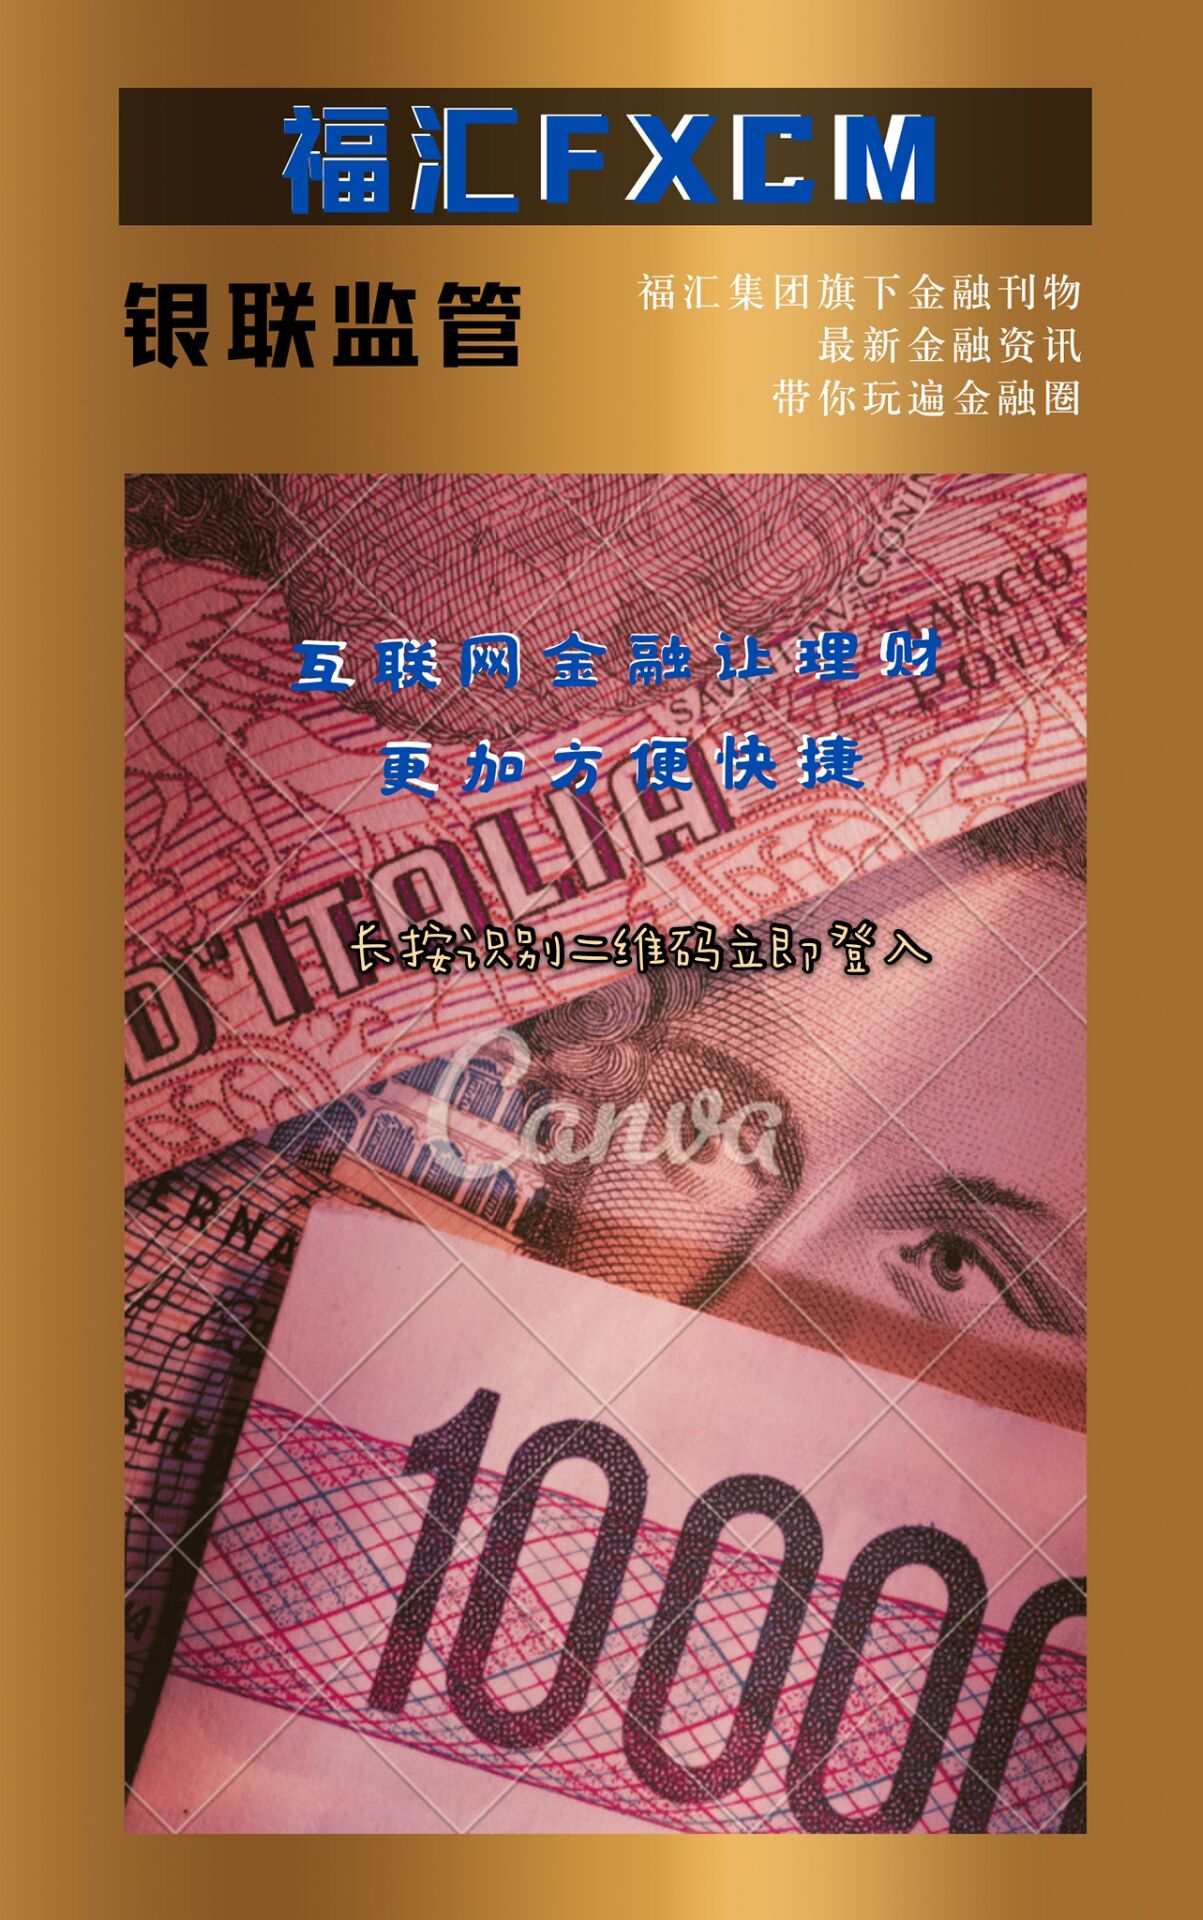 福汇FXCM
银联监管
福汇集团旗下金融刊物
最新金融资讯
带你玩遍金融圈
MARCO
互联网金融让理财
更加方便快捷
D'ITALIA
长按识别二维码立即登入
Canva
ERNA
SIE
1000